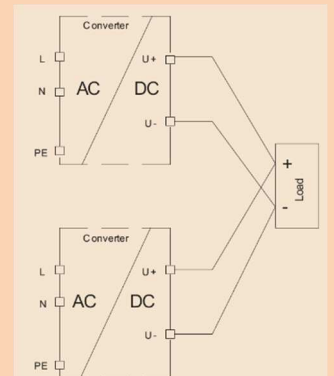 Converter
L
U+
N
AC
DC
U-
PE
+
Load
-
Converter
L
U+
N
AC
DC
U-
PE